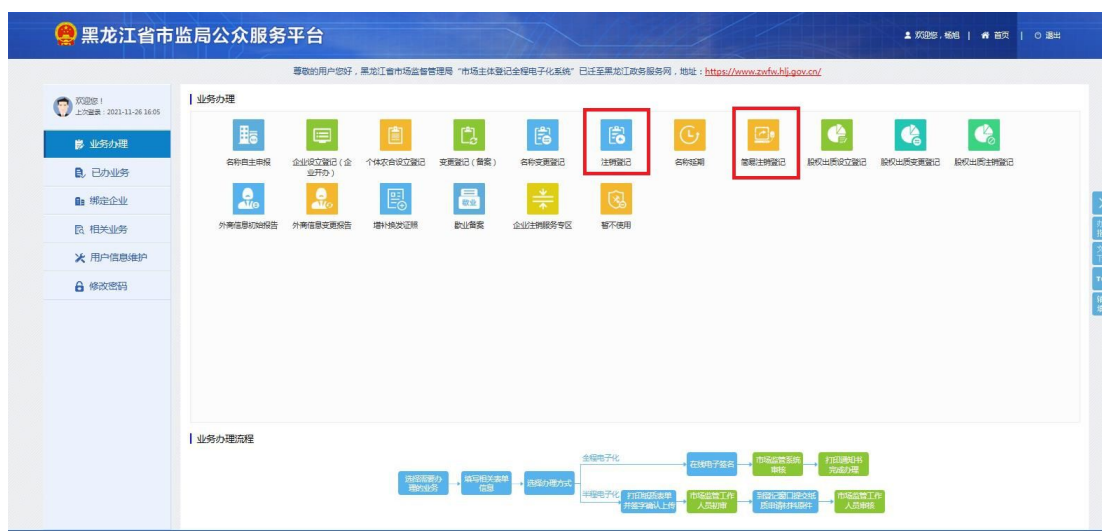 黑龙江省市监局公众服务平台
欢迎您，杨旭 | 首页 | 退出
尊敬的用户您好，黑龙江省市场监督管理局“市场主体登记全程电子化系统”已迁至黑龙江政务服务网，地址：https://www.zwfw.hlj.gov.cn/
欢迎您！
上次登录：2021-11-26 16:05
业务办理
已办业务
绑定企业
相关业务
用户信息维护
修改密码
业务办理
名称自主申报
企业设立登记（企
业开办）
个体农合设立登记
变更登记（备案）
名称变更登记
注销登记
名称延期
简易注销登记
股权出质设立登记
股权出质变更登记
股权出质注销登记
外商信息初始报告
外商信息变更报告
增补换发证照
歇业
歇业备案
企业注销服务专区
暂不使用
业务办理流程
选择需要办
理的业务
填写相关表单
信息
选择办理方式
全程电子化
在线电子签名
市场监管系统
审核
打印通知书
完成办理
半程电子化
打印纸质表单
并签字确认上传
市场监管工作
人员初审
到登记窗口提交纸
质申请材料原件
市场监管工作
人员审核